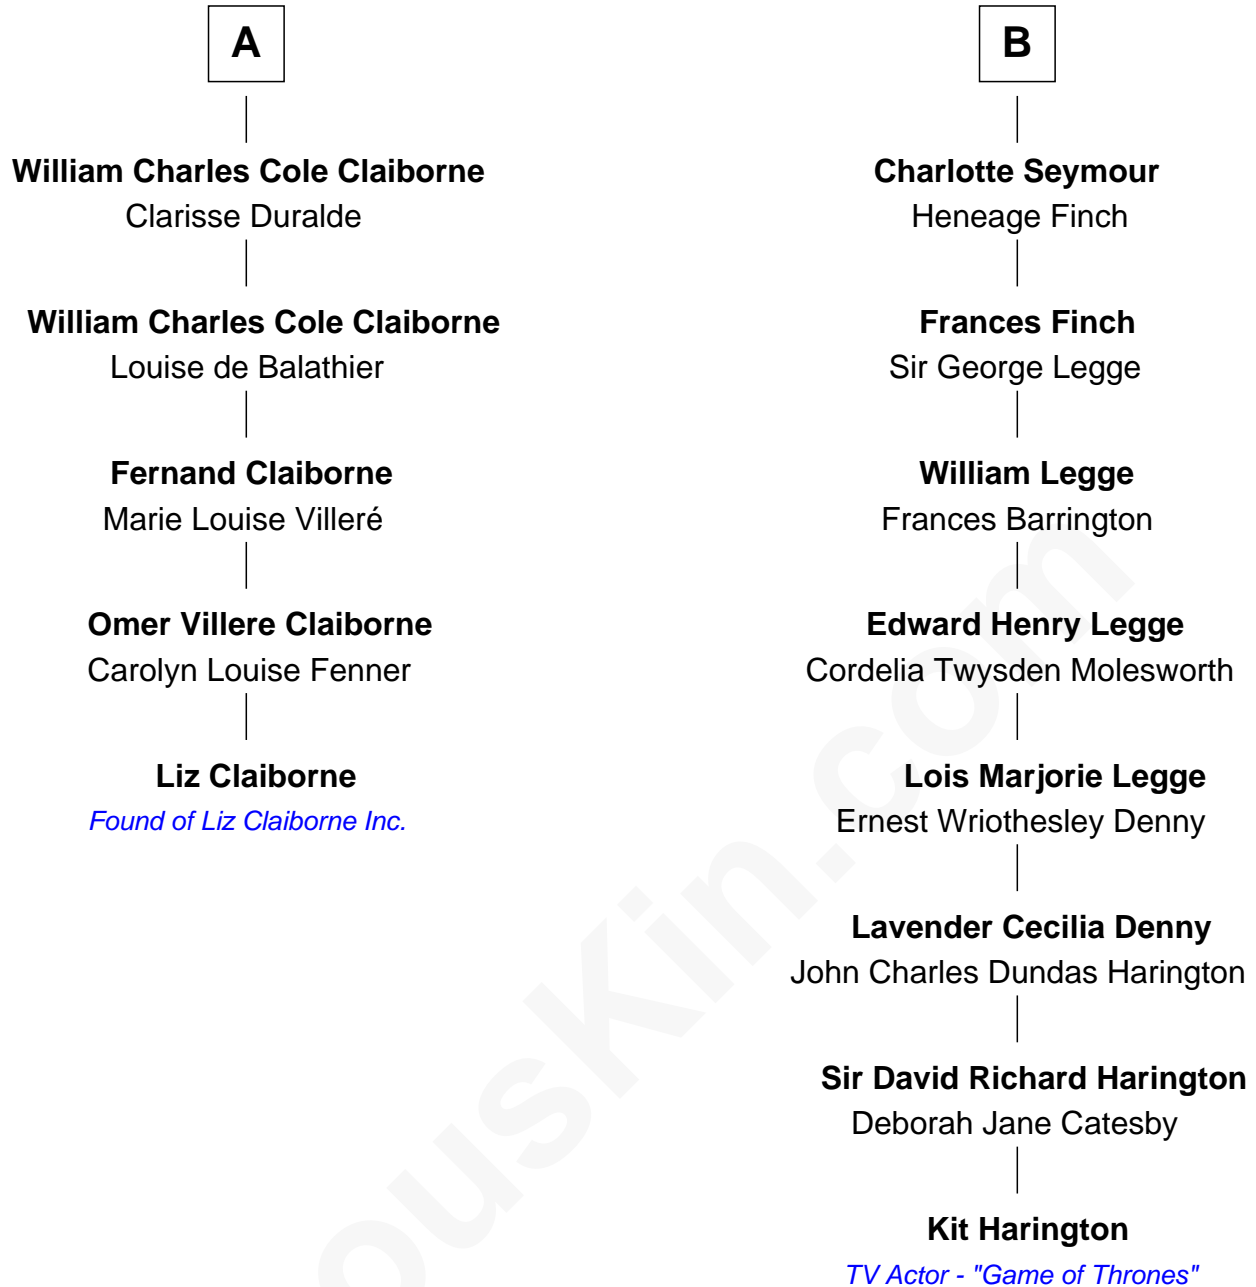 A
William Charles Cole Claiborne
Clarisse Duralde
William Charles Cole Claiborne
Louise de Balathier
Fernand Claiborne
Marie Louise Villeré
Omer Villere Claiborne
Carolyn Louise Fenner
Liz Claiborne
Found of Liz Claiborne Inc.
B
Charlotte Seymour
Heneage Finch
Frances Finch
Sir George Legge
William Legge
Frances Barrington
Edward Henry Legge
Cordelia Twysden Molesworth
Lois Marjorie Legge
Ernest Wriothesley Denny
Lavender Cecilia Denny
John Charles Dundas Harington
Sir David Richard Harington
Deborah Jane Catesby
Kit Harington
TV Actor - "Game of Thrones"
ousKin.com